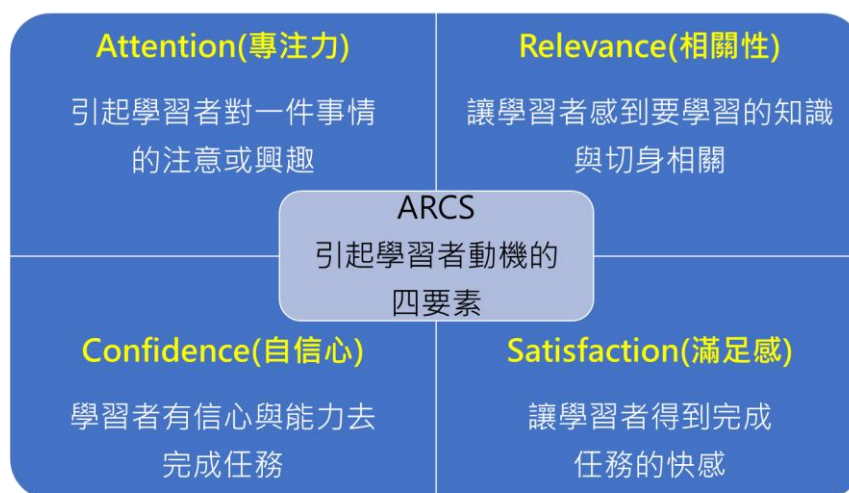 Attention(專注力)
引起學習者對一件事情
的注意或興趣
Relevance(相關性)
讓學習者感到要學習的知識
與切身相關
ARCS
引起學習者動機的
四要素
Confidence(自信心)
學習者有信心與能力去
完成任務
Satisfaction(滿足感)
讓學習者得到完成
任務的快感